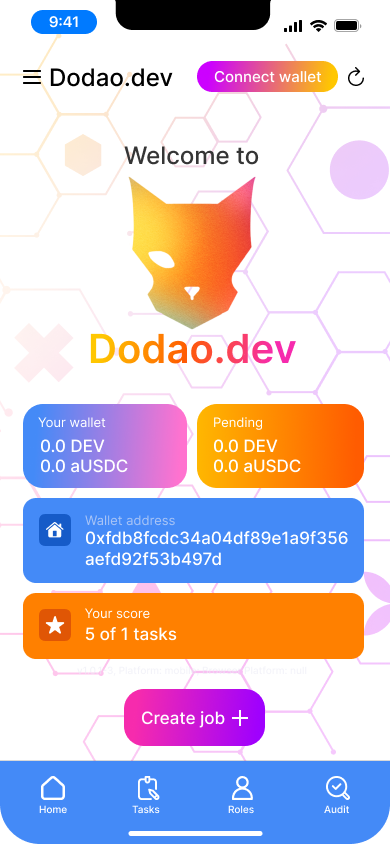 9:41
Dodao.dev
Connect wallet
Welcome to
Dodao.dev
Your wallet
0.0 DEV
0.0 aUSDC
Pending
0.0 DEV
0.0 aUSDC
Wallet address
0xfdb8fcdc34a04df89e1a9f356
aefd92f53b497d
Your score
5 of 1 tasks
Create job
Home
Tasks
Roles
Audit